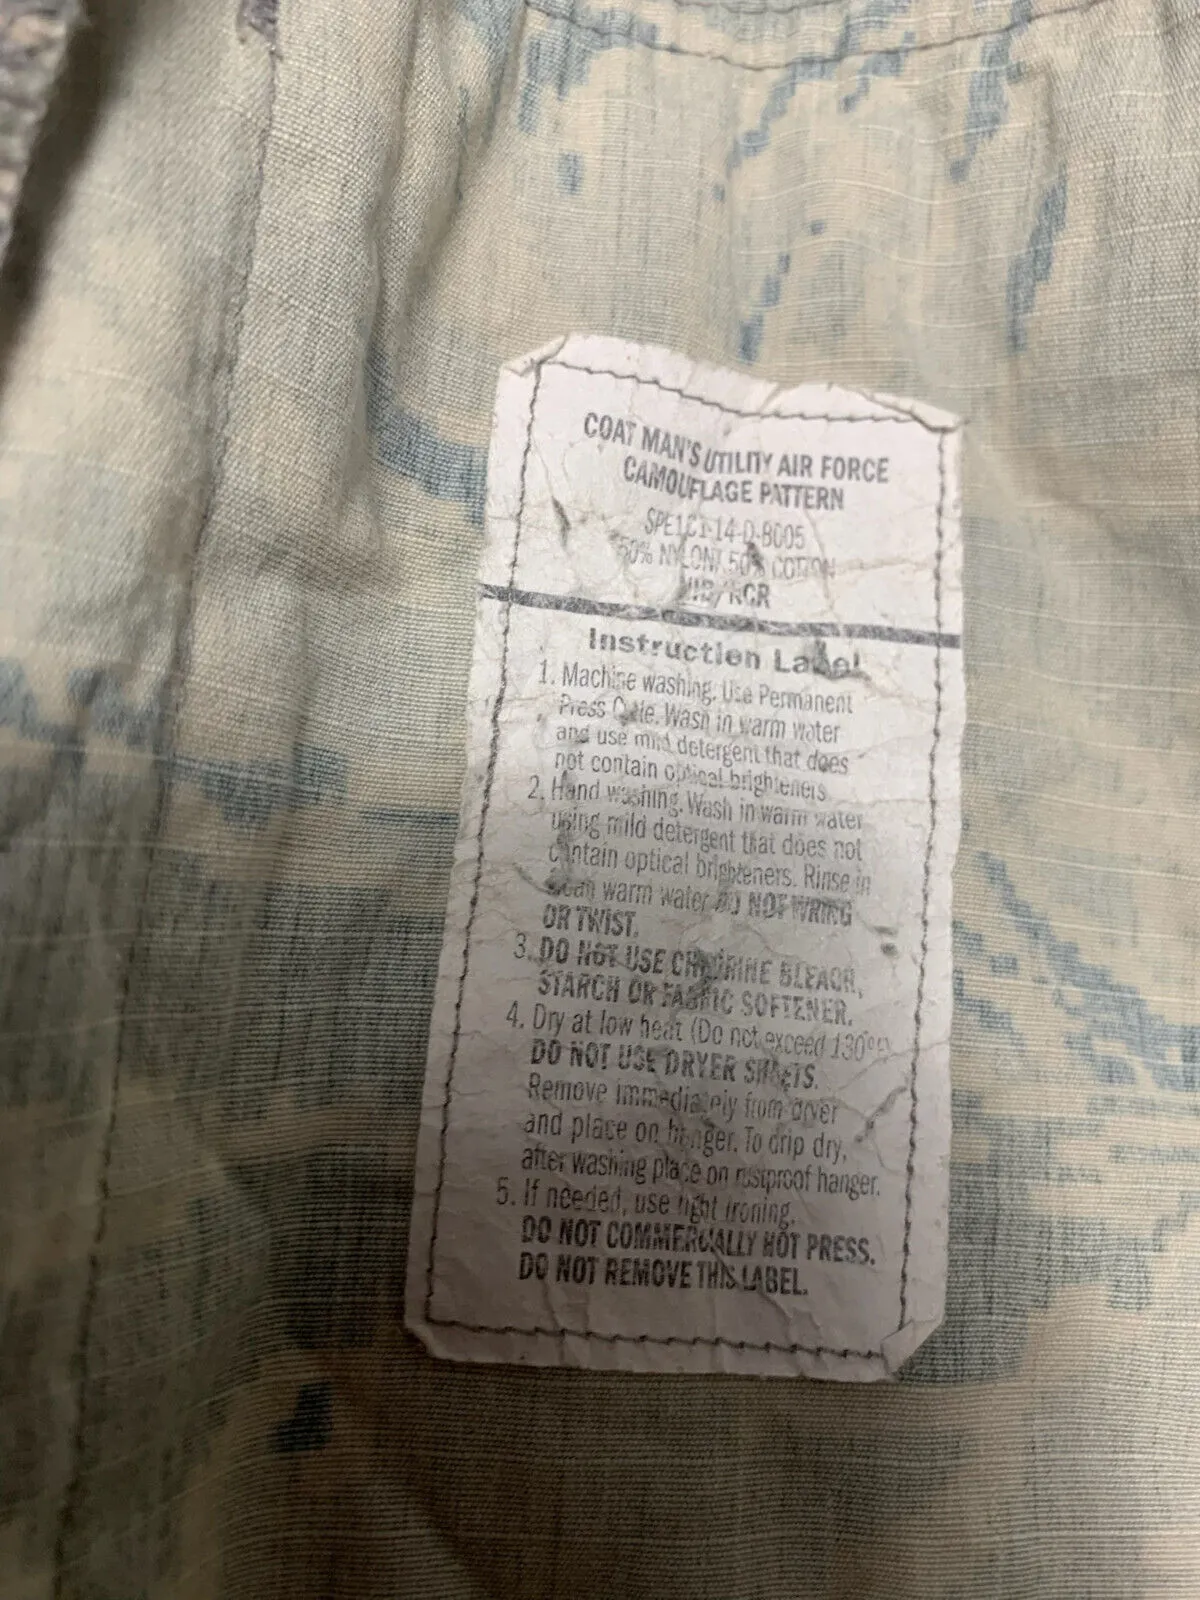 COAT MAN'S UTILITY AIR FORCE
CAMOUFLAGE PATTERN
SPE1C1-14-D-B005
50% NYLON/ 50% COTTON
Instruction Label
1. Machine washing. Use Permanent
Press Cycle. Wash in warm water
and use mild detergent that does
not contain optical brighteners
2. Hand washing. Wash in warm water
using mild detergent that does not
contain optical brighteners. Rinse in
clean warm water DO NOT WRING
OR TWIST.
3. DO NOT USE CHLORINE BLEACH,
STARCH OR FABRIC SOFTENER.
4. Dry at low heat (Do not exceed 130°F).
DO NOT USE DRYER SHEETS.
Remove immediately from dryer
and place on hanger. To drip dry,
after washing place on rustproof hanger.
5. If needed, use light ironing.
DO NOT COMMERCIALLY HOT PRESS.
DO NOT REMOVE THIS LABEL.